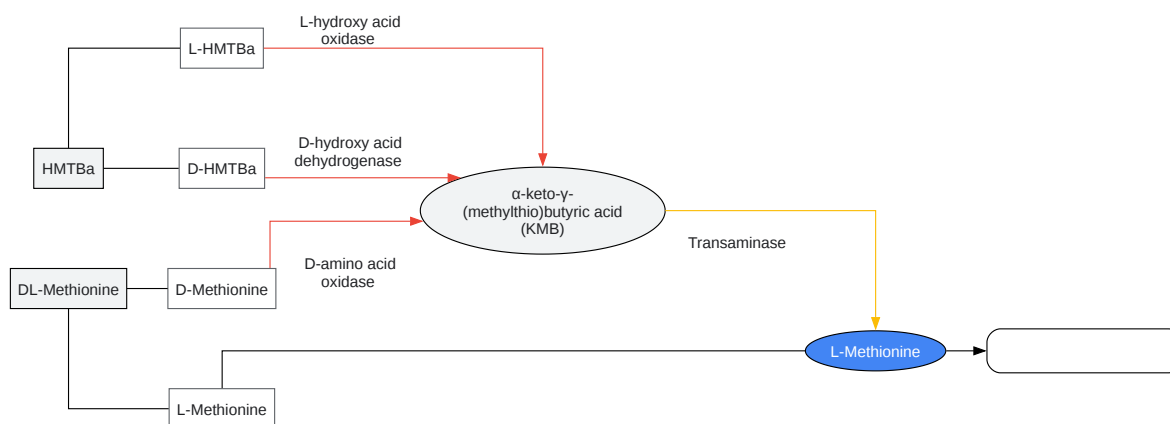 L-hydroxy acid
oxidase
L-HMTBa
D-hydroxy acid
dehydrogenase
HMTBa
D-HMTBa
α-keto-γ-
(methylthio)butyric acid
(KMB)
Transaminase
D-amino acid
oxidase
DL-Methionine
D-Methionine
L-Methionine
L-Methionine